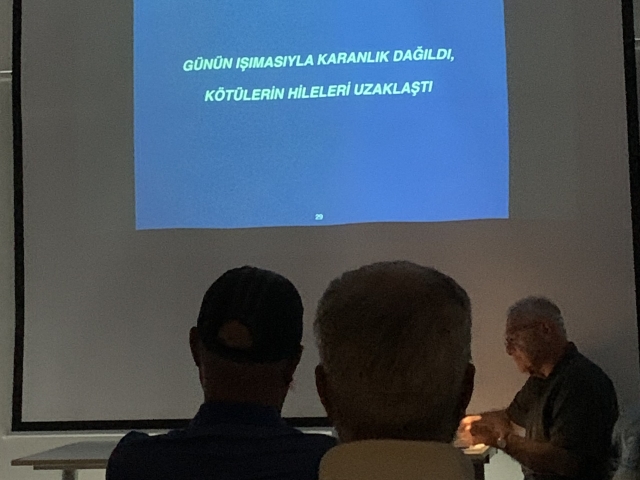 GÜNÜN IŞIMASIYLA KARANLIK DAĞILDI,
KÖTÜLERİN HİLELERİ UZAKLAŞTI
29